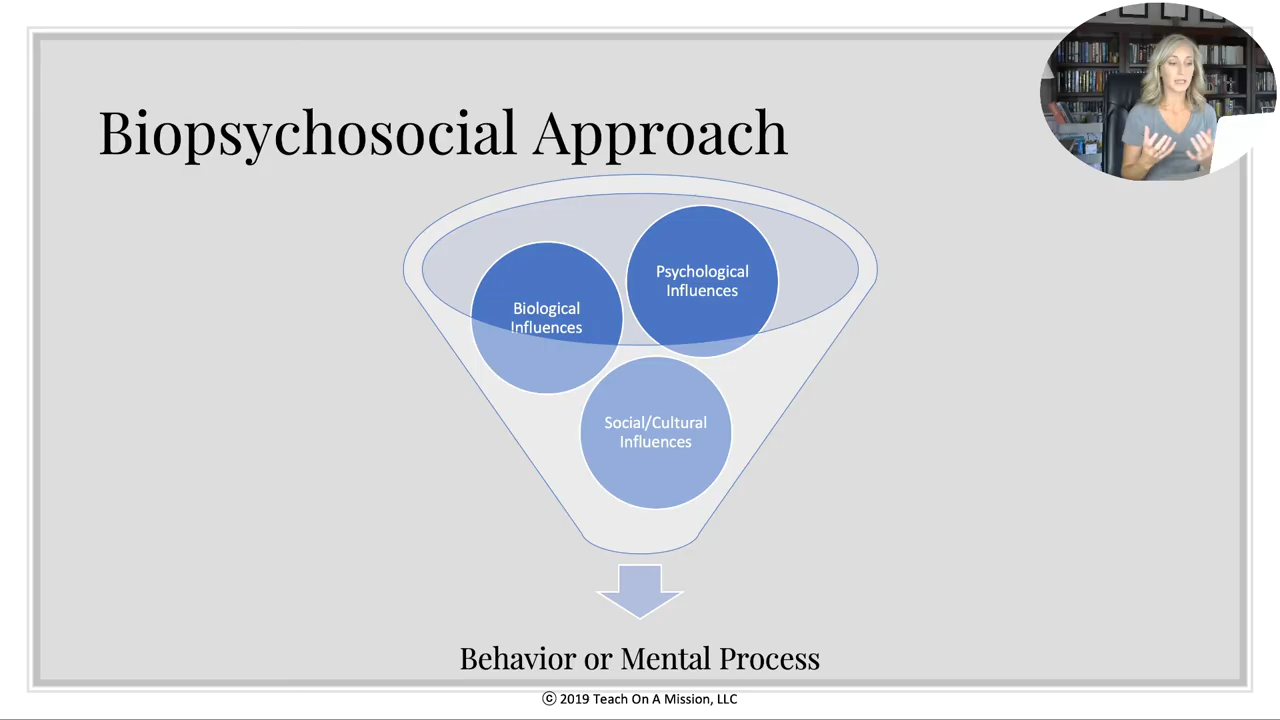 Biopsychosocial Approach
Psychological
Influences
Biological
Influences
Social/Cultural
Influences
Behavior or Mental Process
© 2019 Teach On A Mission, LLC